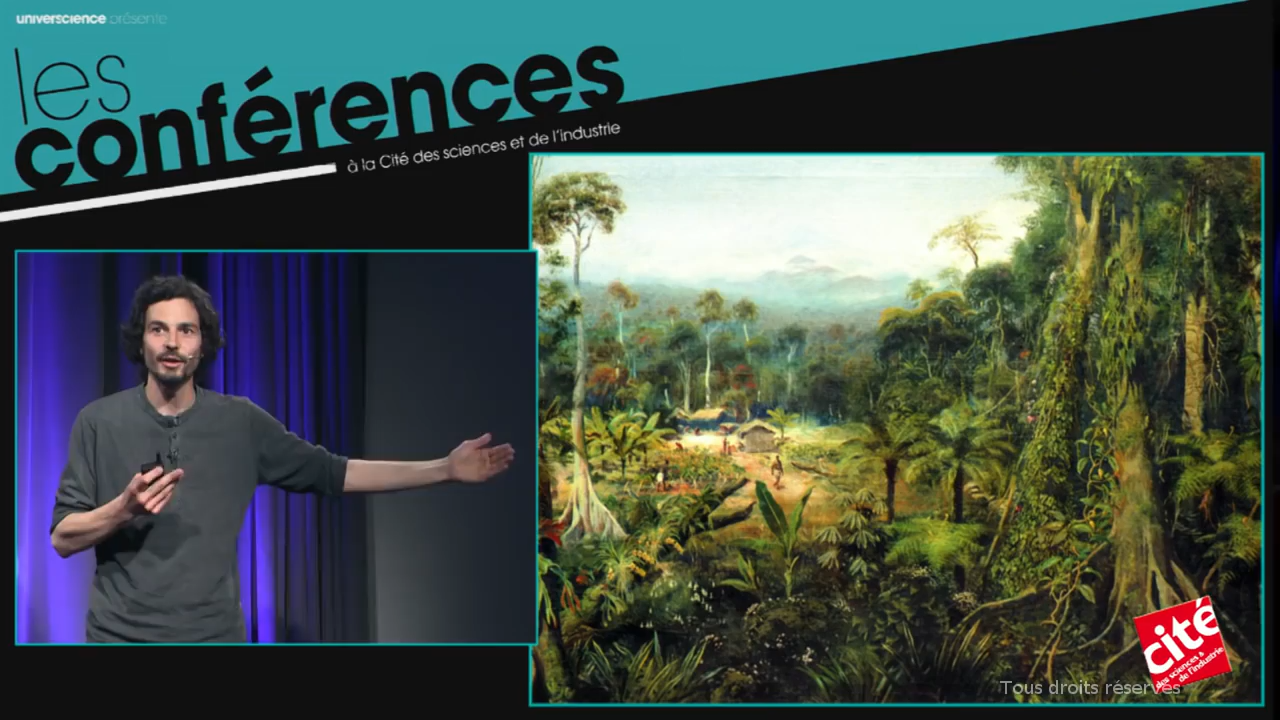 universcience présente
les
conférences
à la Cité des sciences et de l'industrie
cité
des sciences &
de l'industrie
Tous droits réservés